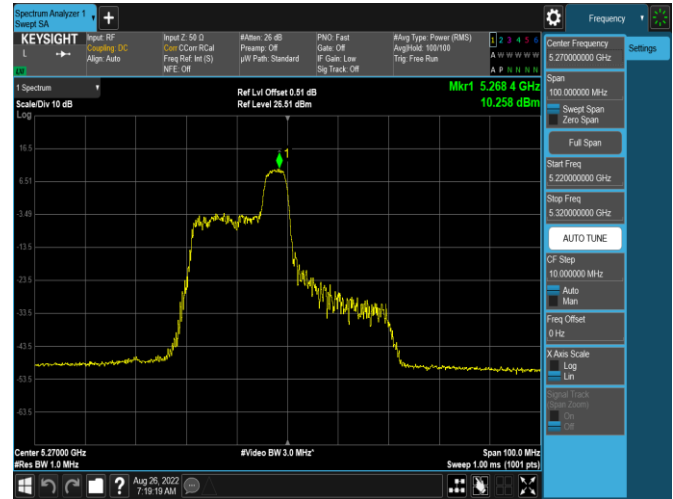 Spectrum Analyzer 1
Swept SA
+
Frequency
KEYSIGHT
L
Input: RF
Coupling: DC
Align: Auto
Input Z: 50 Ω
Corr CCorr RCal
Freq Ref: Int (S)
NFE: Off
#Atten: 26 dB
Preamp: Off
µW Path: Standard
PNO: Fast
Gate: Off
IF Gain: Low
Sig Track: Off
#Avg Type: Power (RMS)
Avg|Hold: 100/100
Trig: Free Run
1 2 3 4 5 6
A W W W W W
A P N N N N
1 Spectrum
Scale/Div 10 dB
Log
Ref Lvl Offset 0.51 dB
Ref Level 26.51 dBm
Mkr1 5.268 4 GHz
10.258 dBm
16.5
6.51
-3.49
-13.5
-23.5
-33.5
-43.5
-53.5
-63.5
1
Center 5.27000 GHz
#Res BW 1.0 MHz
#Video BW 3.0 MHz*
Span 100.0 MHz
Sweep 1.00 ms (1001 pts)
Aug 26, 2022
7:19:19 AM
?
Center Frequency
5.270000000 GHz
Span
100.000000 MHz
Swept Span
Zero Span
Full Span
Start Freq
5.220000000 GHz
Stop Freq
5.320000000 GHz
AUTO TUNE
CF Step
10.000000 MHz
Auto
Man
Freq Offset
0 Hz
X Axis Scale
Log
Lin
Signal Track
(Span Zoom)
On
Off
Settings